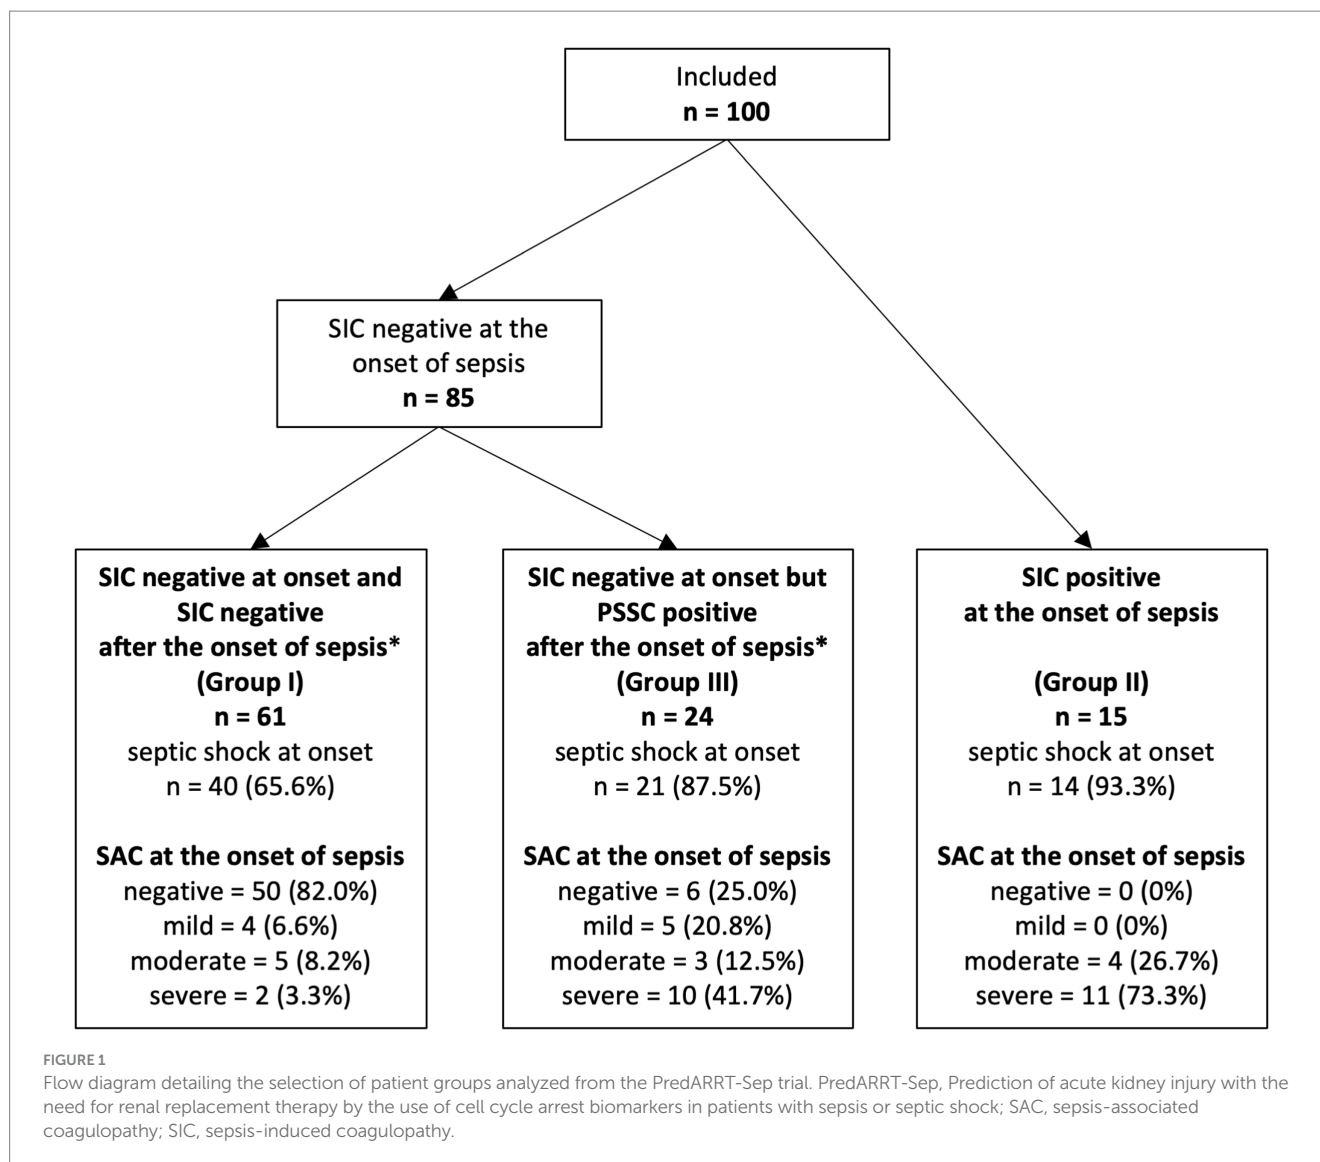 Included
n = 100
SIC negative at the
onset of sepsis
n = 85
SIC negative at onset and
SIC negative
after the onset of sepsis*
(Group I)
n = 61
septic shock at onset
n = 40 (65.6%)
SAC at the onset of sepsis
negative = 50 (82.0%)
mild = 4 (6.6%)
moderate = 5 (8.2%)
severe = 2 (3.3%)
SIC negative at onset but
PSSC positive
after the onset of sepsis*
(Group III)
n = 24
septic shock at onset
n = 21 (87.5%)
SAC at the onset of sepsis
negative = 6 (25.0%)
mild = 5 (20.8%)
moderate = 3 (12.5%)
severe = 10 (41.7%)
SIC positive
at the onset of sepsis
(Group II)
n = 15
septic shock at onset
n = 14 (93.3%)
SAC at the onset of sepsis
negative = 0 (0%)
mild = 0 (0%)
moderate = 4 (26.7%)
severe = 11 (73.3%)
FIGURE 1
Flow diagram detailing the selection of patient groups analyzed from the PredARRT-Sep trial. PredARRT-Sep, Prediction of acute kidney injury with the
need for renal replacement therapy by the use of cell cycle arrest biomarkers in patients with sepsis or septic shock; SAC, sepsis-associated
coagulopathy; SIC, sepsis-induced coagulopathy.